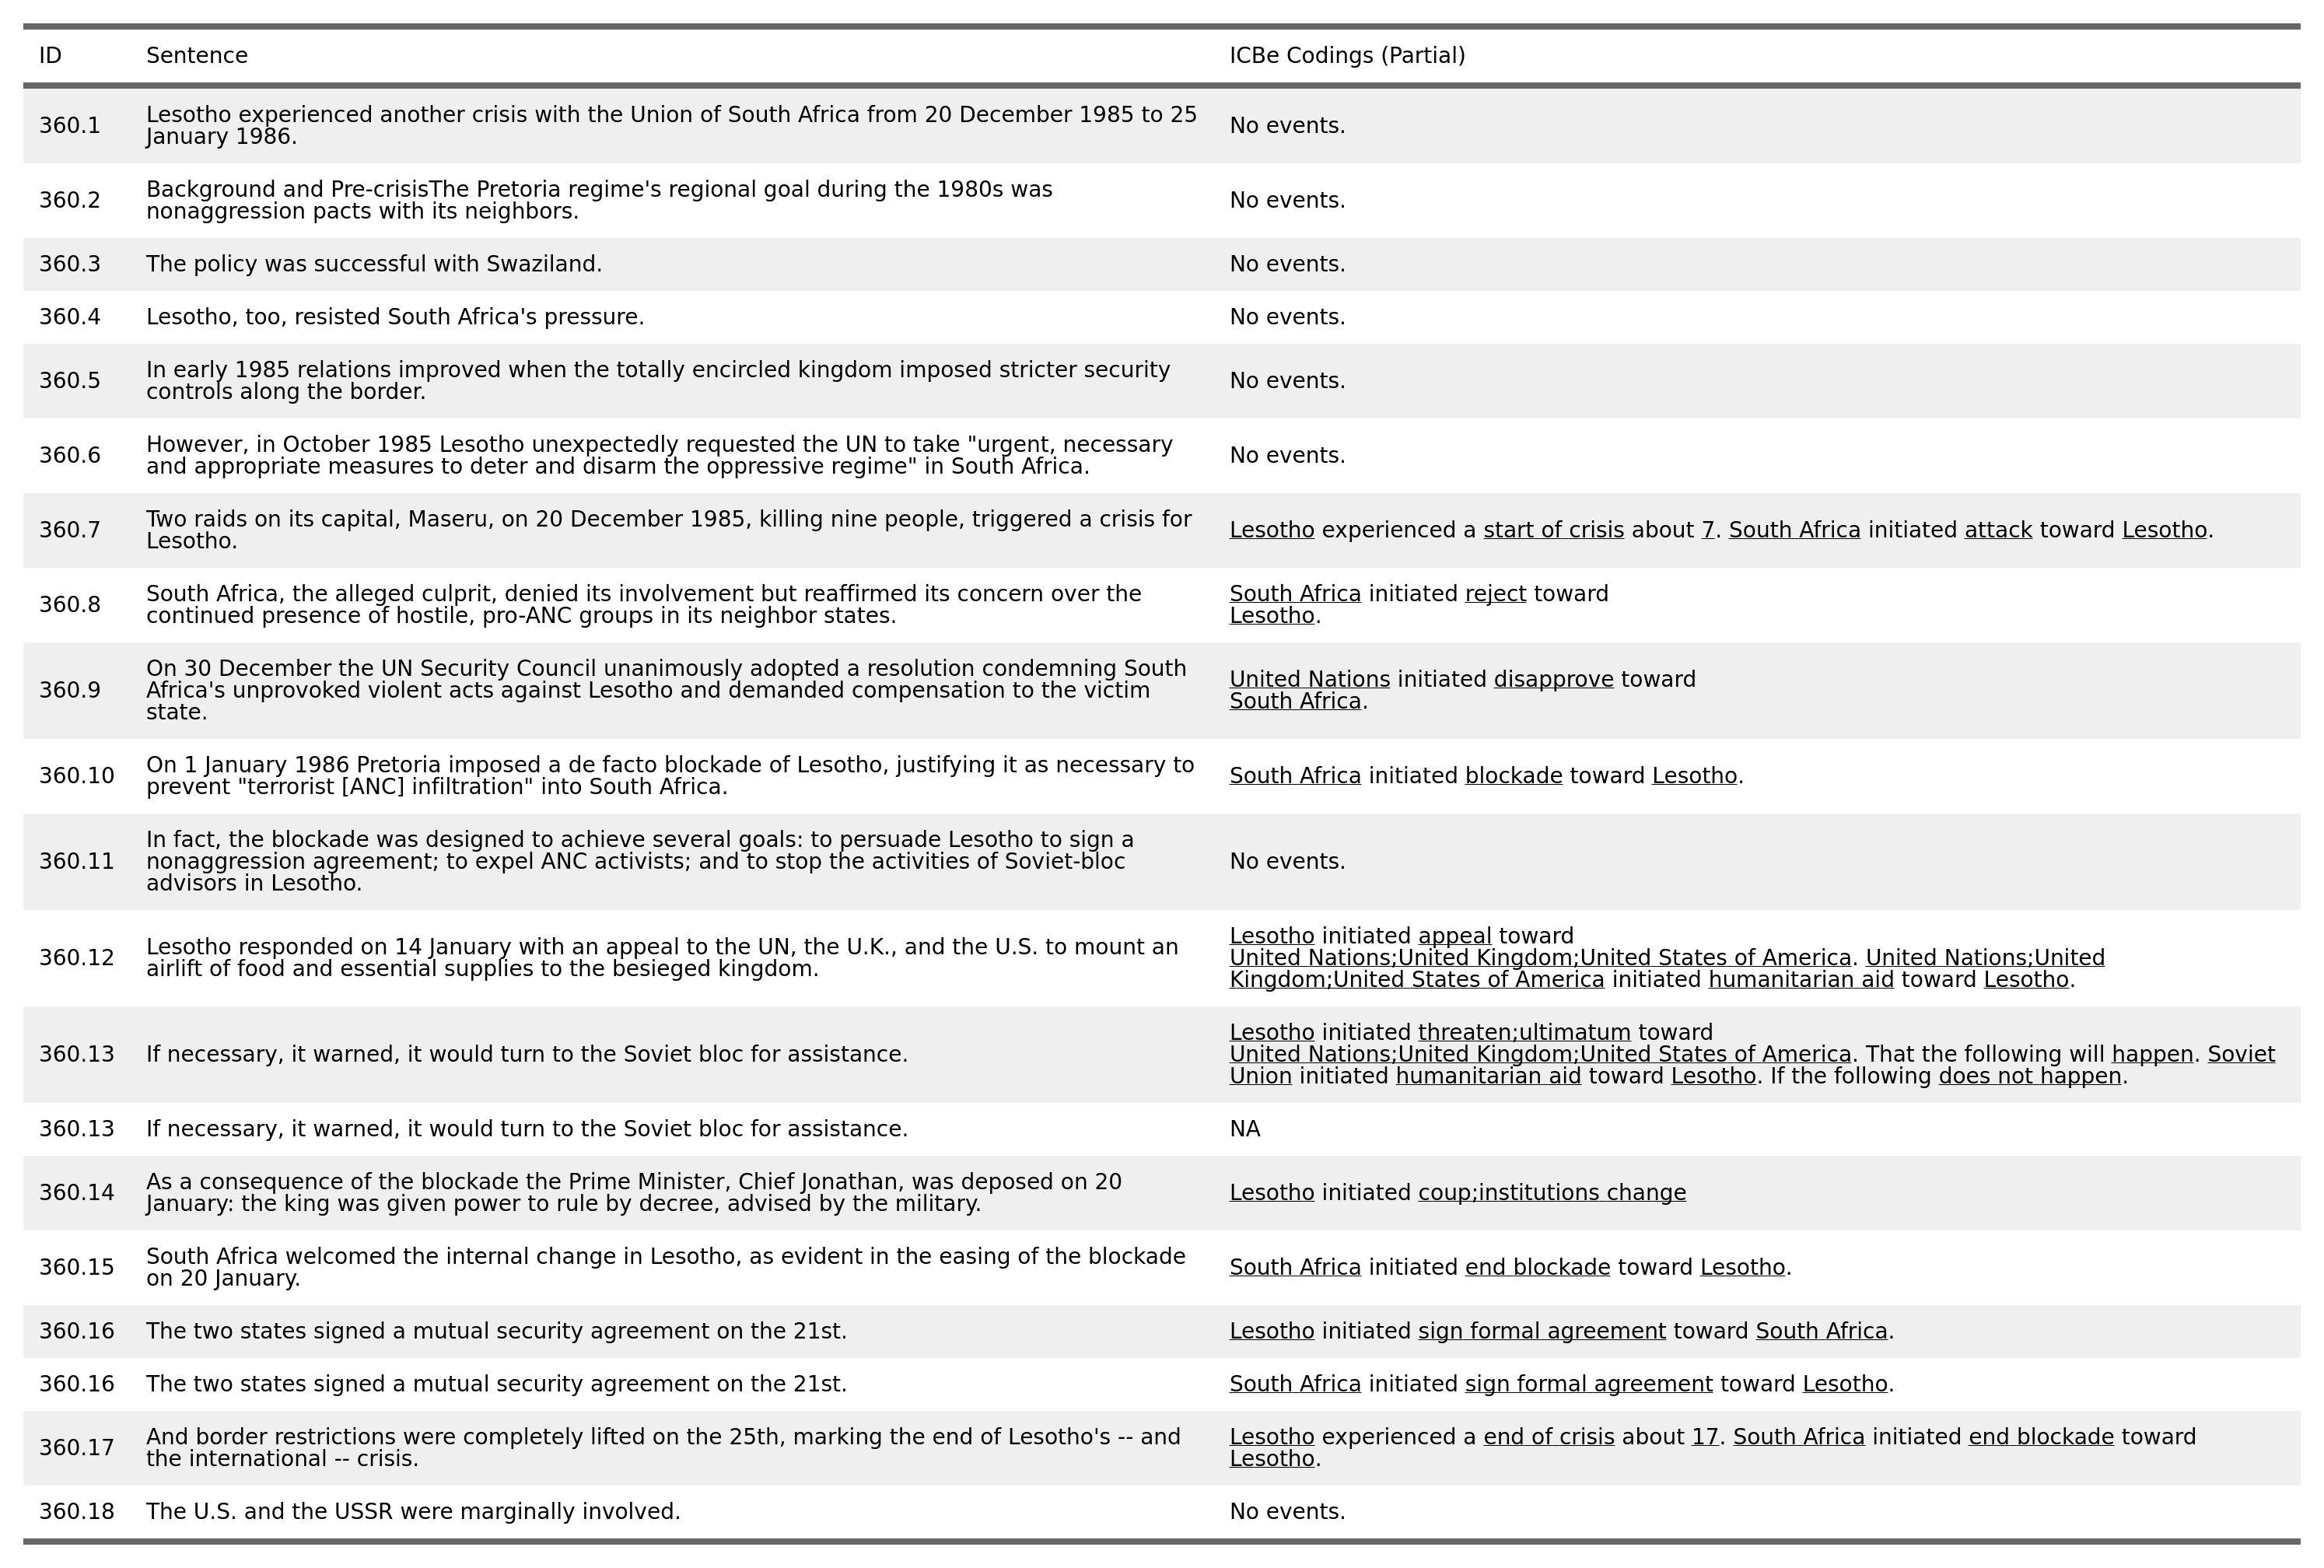 ID Sentence ICBe Codings (Partial)
360.1 Lesotho experienced another crisis with the Union of South Africa from 20 December 1985 to 25 No events.
January 1986.
360.2 Background and Pre-crisisThe Pretoria regime's regional goal during the 1980s was No events.
nonaggression pacts with its neighbors.
360.3 The policy was successful with Swaziland. No events.
360.4 Lesotho, too, resisted South Africa's pressure. No events.
360.5 In early 1985 relations improved when the totally encircled kingdom imposed stricter security No events.
controls along the border.
360.6 However, in October 1985 Lesotho unexpectedly requested the UN to take "urgent, necessary No events.
and appropriate measures to deter and disarm the oppressive regime" in South Africa.
360.7 Two raids on its capital, Maseru, on 20 December 1985, killing nine people, triggered a crisis for
Lesotho.
Lesotho experienced a start of crisis about 7. South Africa initiated attack toward Lesotho.
360.8 South Africa, the alleged culprit, denied its involvement but reaffirmed its concern over the
continued presence of hostile, pro-ANC groups in its neighbor states.
South Africa initiated reject toward
Lesotho.
360.9 On 30 December the UN Security Council unanimously adopted a resolution condemning South
Africa's unprovoked violent acts against Lesotho and demanded compensation to the victim
state.
United Nations initiated disapprove toward
South Africa.
360.10 On 1 January 1986 Pretoria imposed a de facto blockade of Lesotho, justifying it as necessary to
prevent "terrorist [ANC] infiltration" into South Africa.
South Africa initiated blockade toward Lesotho.
360.11 In fact, the blockade was designed to achieve several goals: to persuade Lesotho to sign a
nonaggression agreement; to expel ANC activists; and to stop the activities of Soviet-bloc
advisors in Lesotho.
No events.
360.12 Lesotho responded on 14 January with an appeal to the UN, the U.K., and the U.S. to mount an
airlift of food and essential supplies to the besieged kingdom.
Lesotho initiated appeal toward
United Nations;United Kingdom;United States of America. United Nations;United
Kingdom;United States of America initiated humanitarian aid toward Lesotho.
360.13 If necessary, it warned, it would turn to the Soviet bloc for assistance.
Lesotho initiated threaten;ultimatum toward
United Nations;United Kingdom;United States of America. That the following will happen. Soviet
Union initiated humanitarian aid toward Lesotho. If the following does not happen.
360.13 If necessary, it warned, it would turn to the Soviet bloc for assistance. NA
360.14 As a consequence of the blockade the Prime Minister, Chief Jonathan, was deposed on 20
January: the king was given power to rule by decree, advised by the military.
Lesotho initiated coup;institutions change
360.15 South Africa welcomed the internal change in Lesotho, as evident in the easing of the blockade
on 20 January.
South Africa initiated end blockade toward Lesotho.
360.16 The two states signed a mutual security agreement on the 21st. Lesotho initiated sign formal agreement toward South Africa.
360.16 The two states signed a mutual security agreement on the 21st. South Africa initiated sign formal agreement toward Lesotho.
360.17 And border restrictions were completely lifted on the 25th, marking the end of Lesotho's -- and
the international -- crisis.
Lesotho experienced a end of crisis about 17. South Africa initiated end blockade toward
Lesotho.
360.18 The U.S. and the USSR were marginally involved. No events.